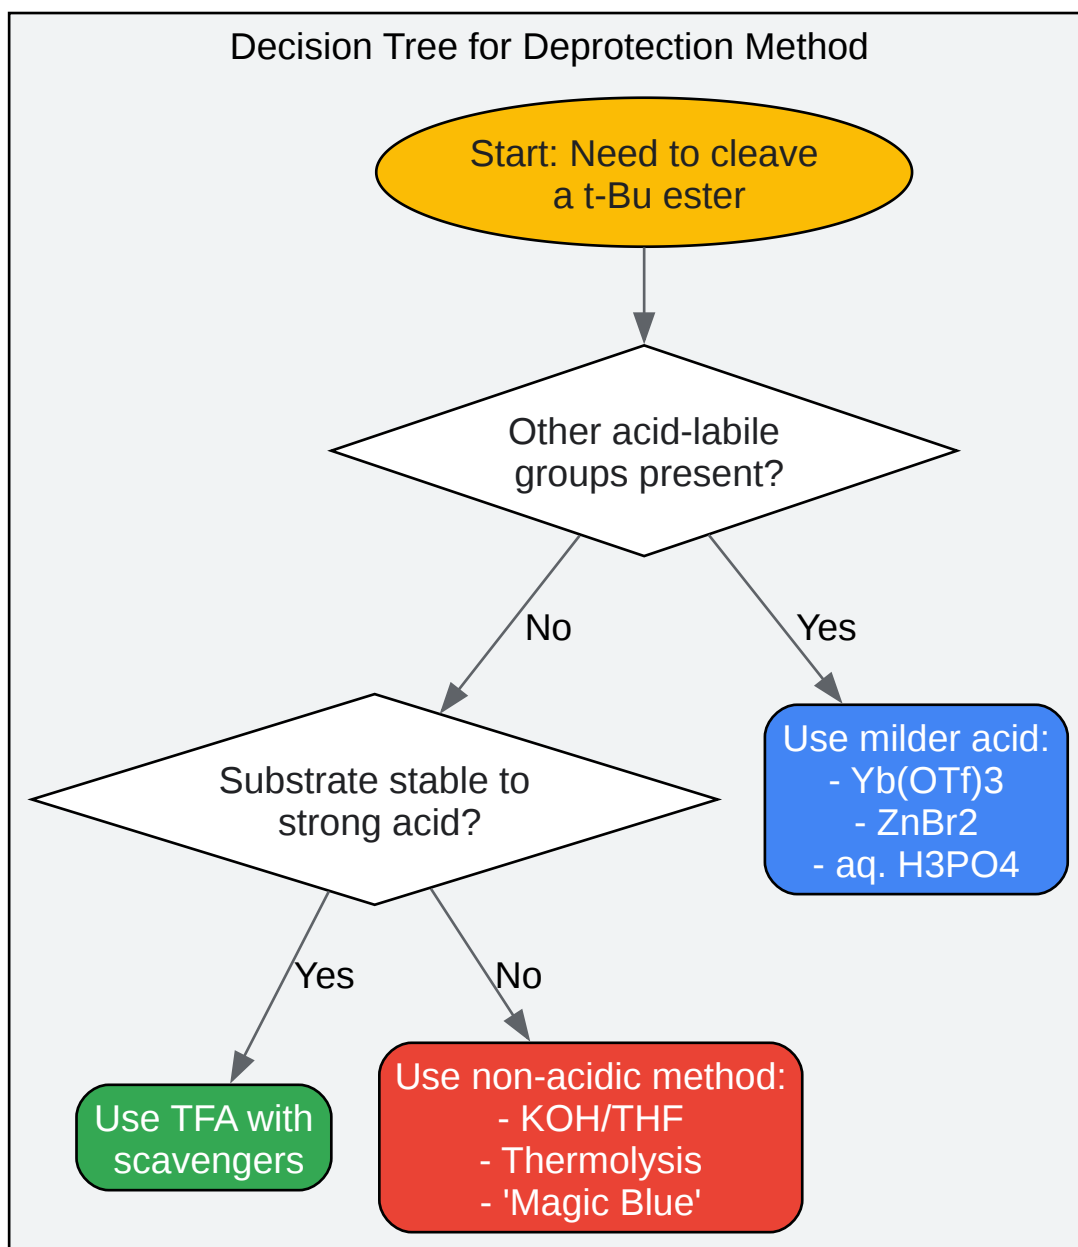 Decision Tree for Deprotection Method
Start: Need to cleave
a t-Bu ester
Other acid-labile
groups present?
No
Yes
Substrate stable to
strong acid?
Use milder acid:
- Yb(OTf)3
- ZnBr2
- aq. H3PO4
Yes
No
Use TFA with
scavengers
Use non-acidic method:
- KOH/THF
- Thermolysis
- 'Magic Blue'